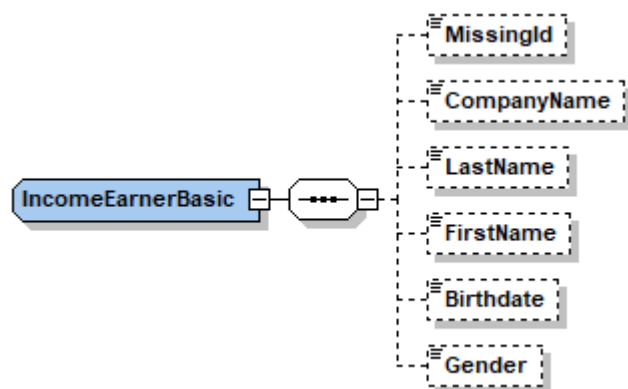 MissingId
CompanyName
LastName
IncomeEarnerBasic
FirstName
Birthdate
Gender